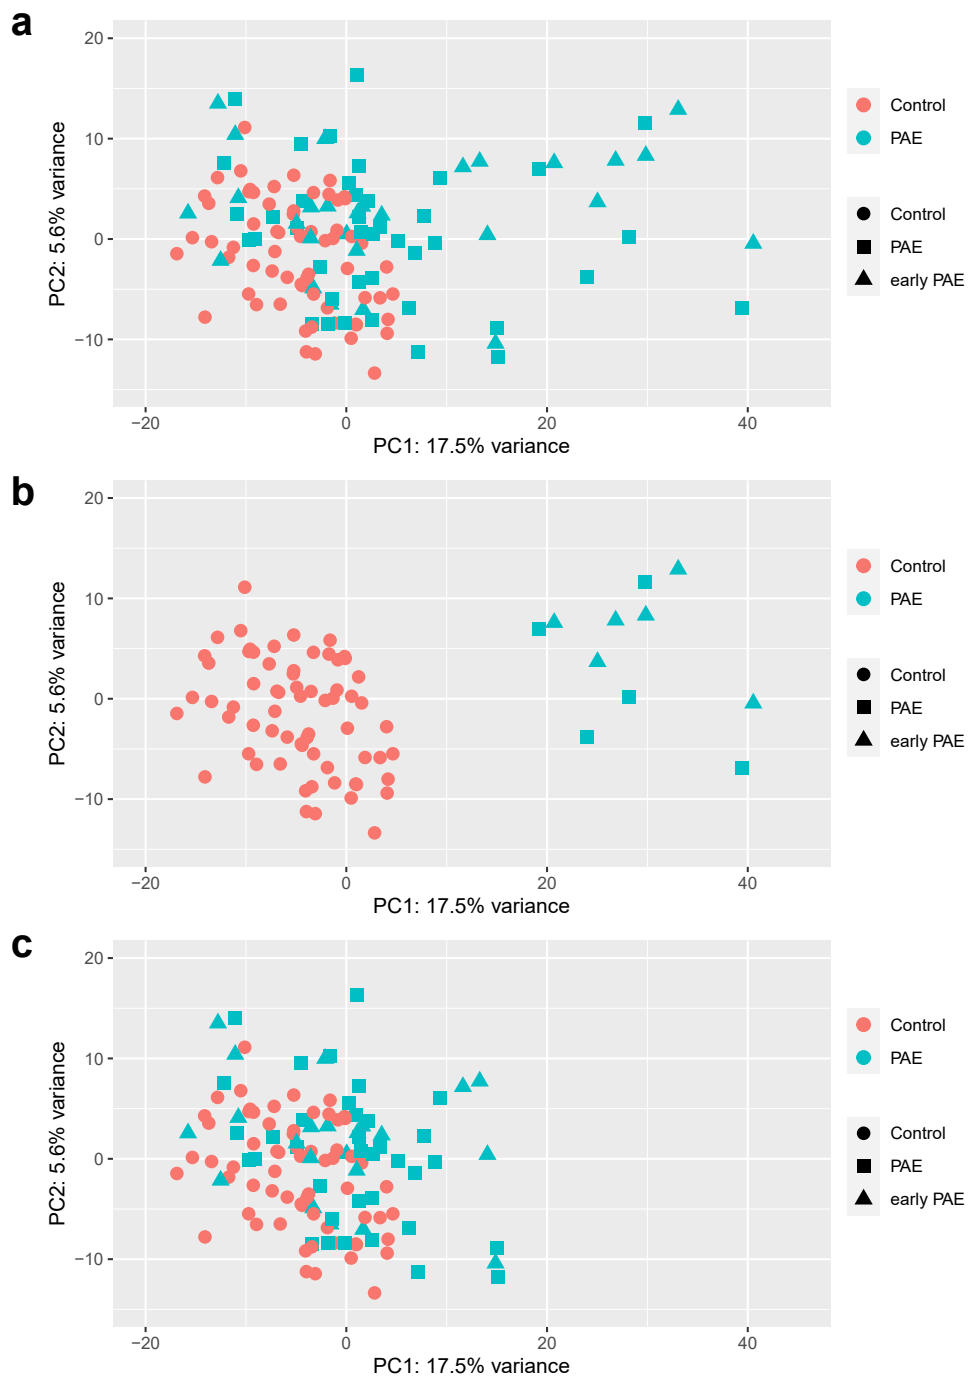 a
20
10
0
−10
−20
0
20
40
PC2: 5.6% variance
PC1: 17.5% variance
Control
PAE
Control
PAE
early PAE
b
20
10
0
−10
−20
0
20
40
PC2: 5.6% variance
PC1: 17.5% variance
Control
PAE
Control
PAE
early PAE
c
20
10
0
−10
−20
0
20
40
PC2: 5.6% variance
PC1: 17.5% variance
Control
PAE
Control
PAE
early PAE